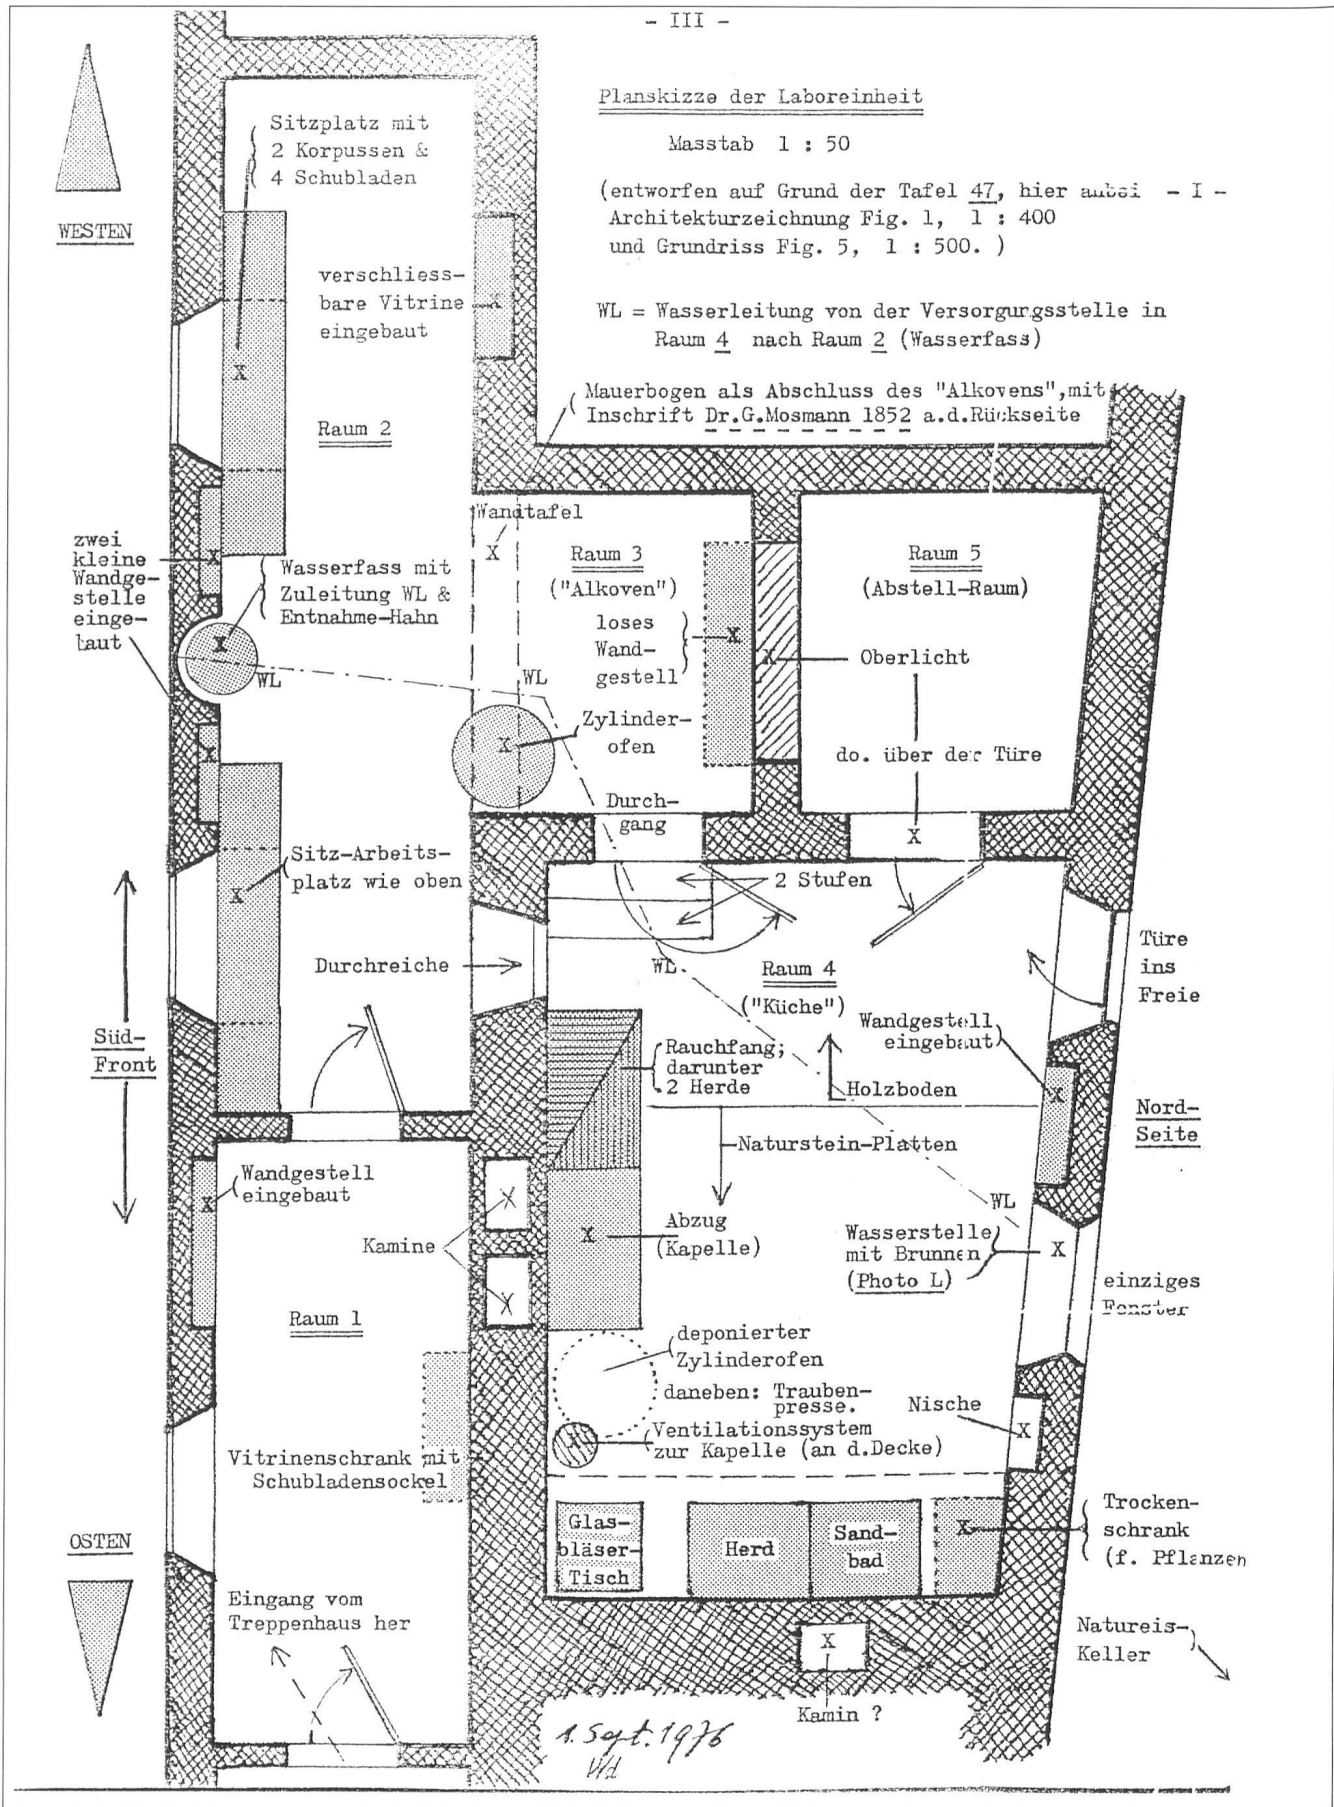 - III -
Planskizze der Laboreinheit
Masstab 1 : 50
(entworfen auf Grund der Tafel 47, hier anbei - I -
Architekturzeichnung Fig. 1, 1 : 400
und Grundriss Fig. 5, 1 : 500. )
WL = Wasserleitung von der Versorgungsstelle in
Raum 4 nach Raum 2 (Wasserfass)
Mauerbogen als Abschluss des "Alkovens",mit
Inschrift Dr.G.Mosmann 1852 a.d.Rückseite
WESTEN
Sitzplatz mit
2 Korpussen &
4 Schubladen
verschliess-
bare Vitrine
eingebaut
X
X
Raum 2
zwei
kleine
Wandge-
stelle
einge-
baut
X
Wasserfass mit
Zuleitung WL &
Entnahme-Hahn
X
WL
X
Wandtafel
X
Raum 3
("Alkoven")
loses
Wand-
gestell
X
WL
Zylinder-
ofen
X
Durch-
gang
Raum 5
(Abstell-Raum)
X
Oberlicht
do. über der Türe
X
Sitz-Arbeits-
platz wie oben
X
2 Stufen
Durchreiche
WL
Raum 4
("Küche")
Türe
ins
Freie
Süd-
Front
Wandgestell
eingebaut
X
Rauchfang;
darunter
2 Herde
Holzboden
Naturstein-Platten
Nord-
Seite
Wandgestell
eingebaut
X
Kamine
X
X
X
Abzug
(Kapelle)
WL
Wasserstelle
mit Brunnen
(Photo L)
X
einziges
Fenster
Raum 1
deponierter
Zylinderofen
daneben: Trauben-
presse.
Nische
X
X
Ventilationssystem
zur Kapelle (an d.Decke)
Vitrinenschrank mit
Schubladensockel
OSTEN
Glas-
bläser-
Tisch
Herd
Sand-
bad
X
Trocken-
schrank
(f. Pflanzen
Eingang vom
Treppenhaus her
X
Kamin ?
Natureis-
Keller
1. Sept. 1976
Wd